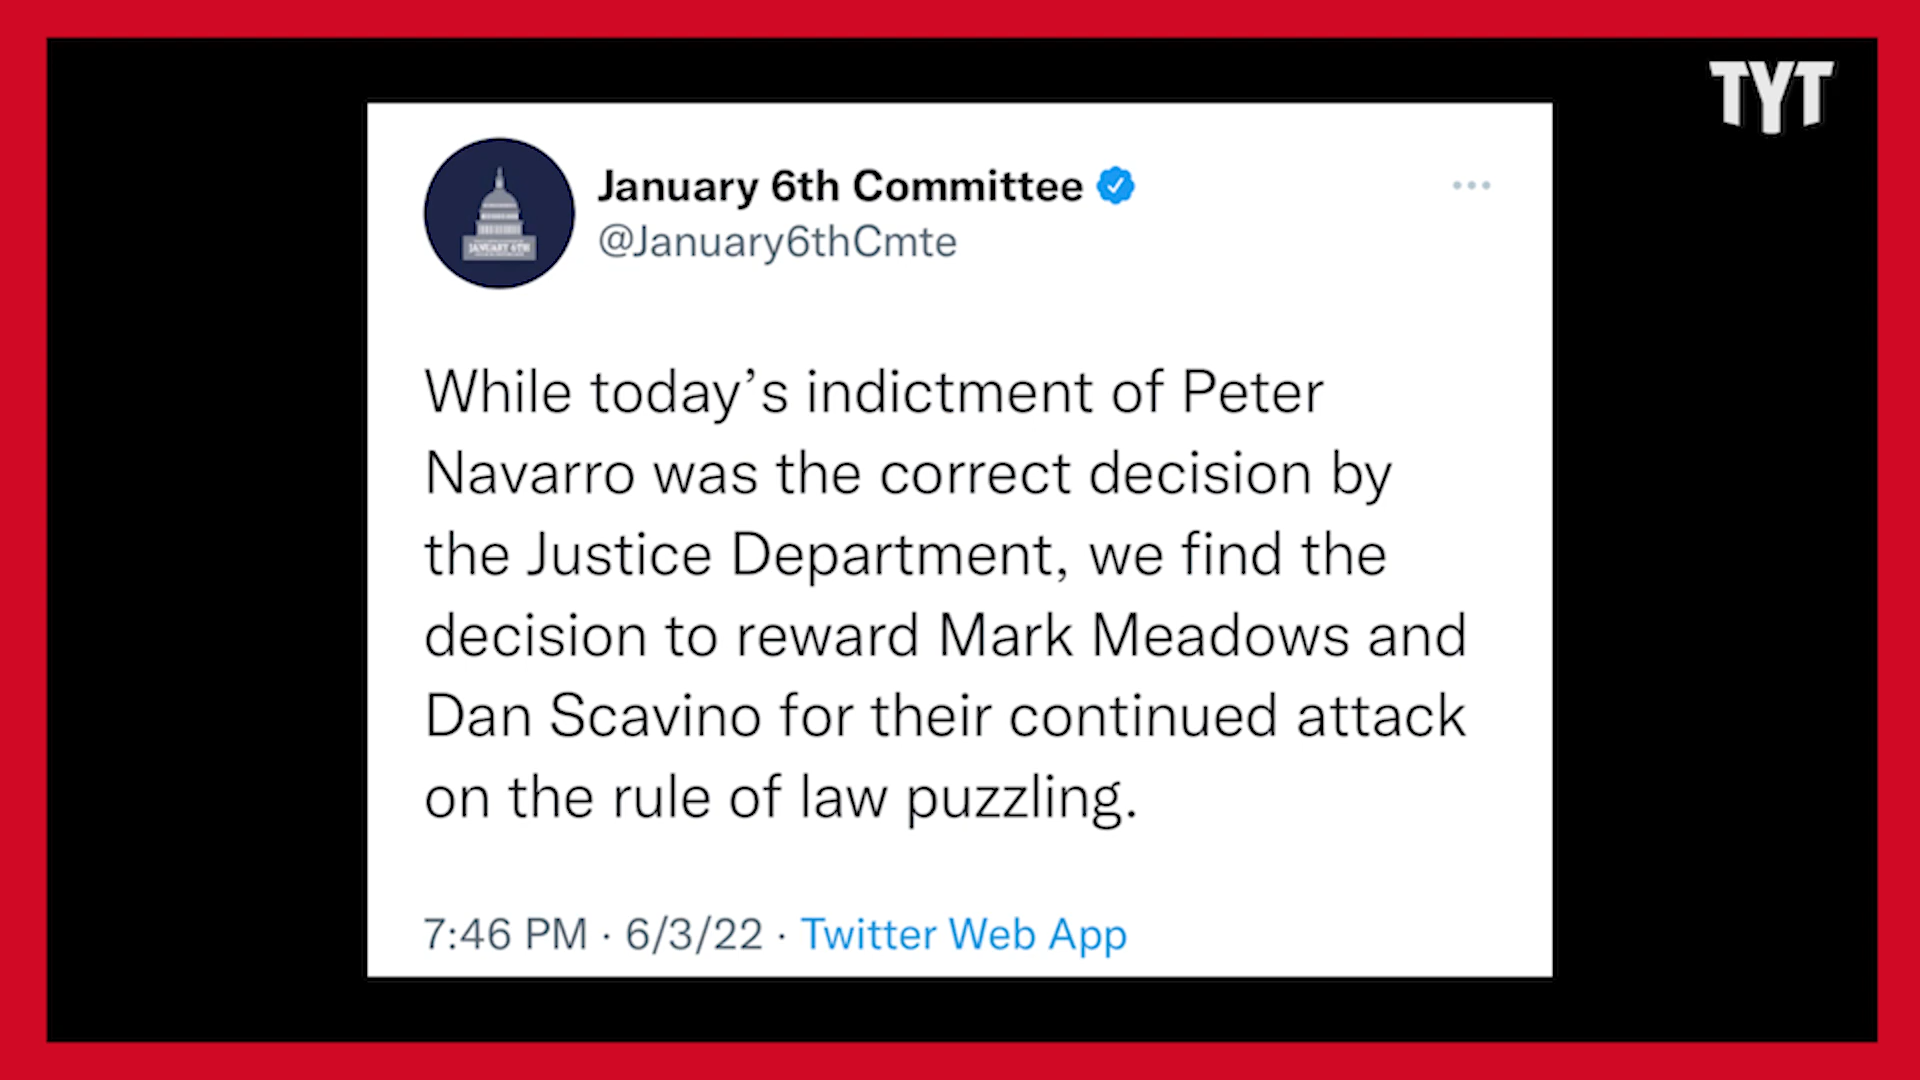 TYT
January 6th Committee
@January6thCmte
JANUARY 6TH
While today’s indictment of Peter
Navarro was the correct decision by
the Justice Department, we find the
decision to reward Mark Meadows and
Dan Scavino for their continued attack
on the rule of law puzzling.
7:46 PM · 6/3/22 · Twitter Web App